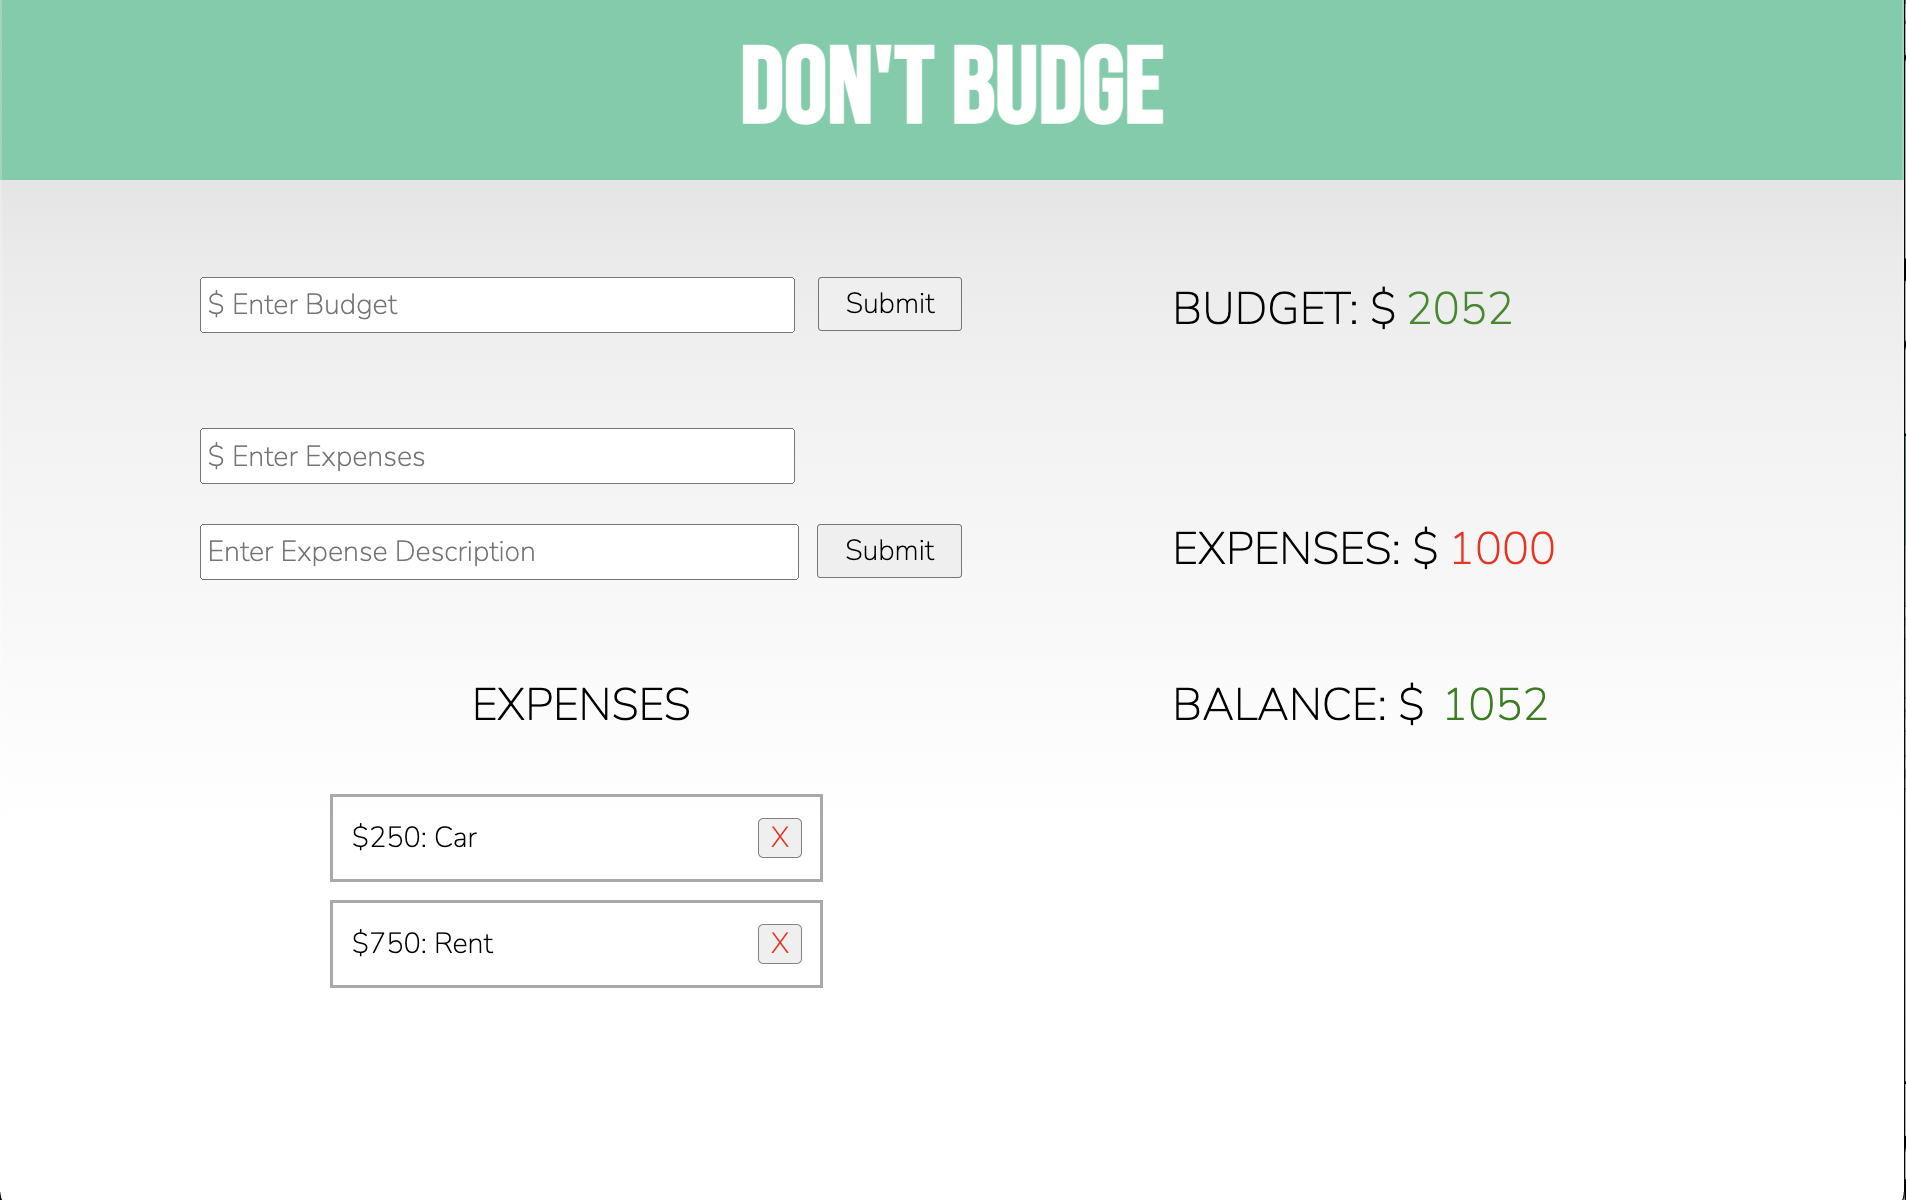 DON'T BUDGE
$ Enter Budget
Submit
BUDGET: $ 2052
$ Enter Expenses
Enter Expense Description
Submit
EXPENSES: $ 1000
EXPENSES
BALANCE: $ 1052
$250: Car
X
$750: Rent
X